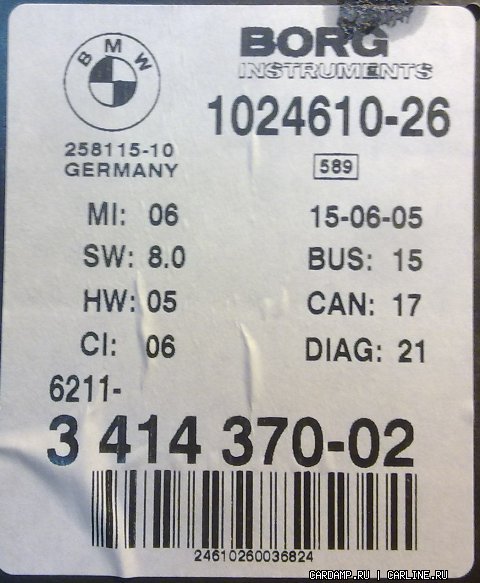 BMW
BORG
INSTRUMENTS
1024610-26
258115-10
GERMANY
589
MI: 06 15-06-05
SW: 8.0 BUS: 15
HW: 05 CAN: 17
CI: 06 DIAG: 21
6211-
3 414 370-02
24610260036824
CARDAMP.RU | CARLINE.RU